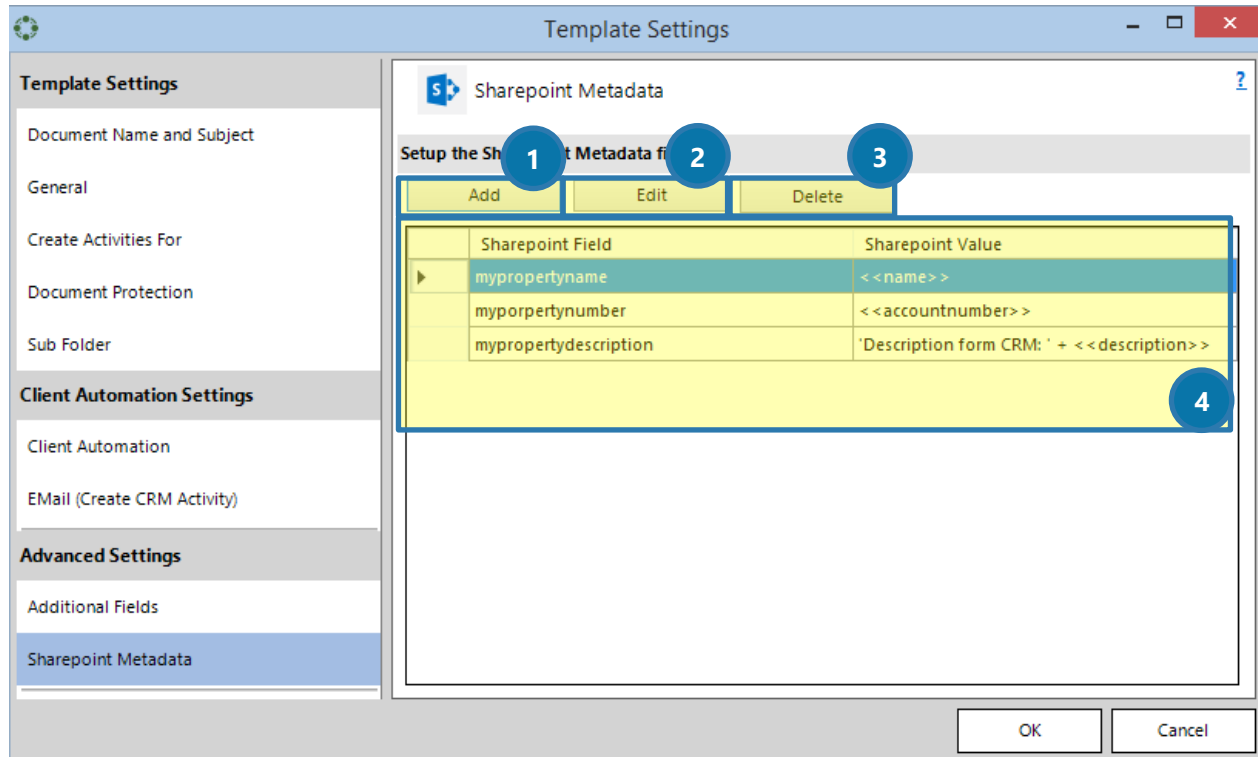 Template Settings
Template Settings
Document Name and Subject
General
Create Activities For
Document Protection
Sub Folder
Client Automation Settings
Client Automation
EMail (Create CRM Activity)
Advanced Settings
Additional Fields
Sharepoint Metadata
S
Sharepoint Metadata
?
Setup the Sh t Metadata fi
1
2
3
Add
Edit
Delete
Sharepoint Field Sharepoint Value
mypropertyname <<name>>
myporpertynumber <<accountnumber>>
mypropertydescription 'Description form CRM: ' + <<description>>
4
OK
Cancel